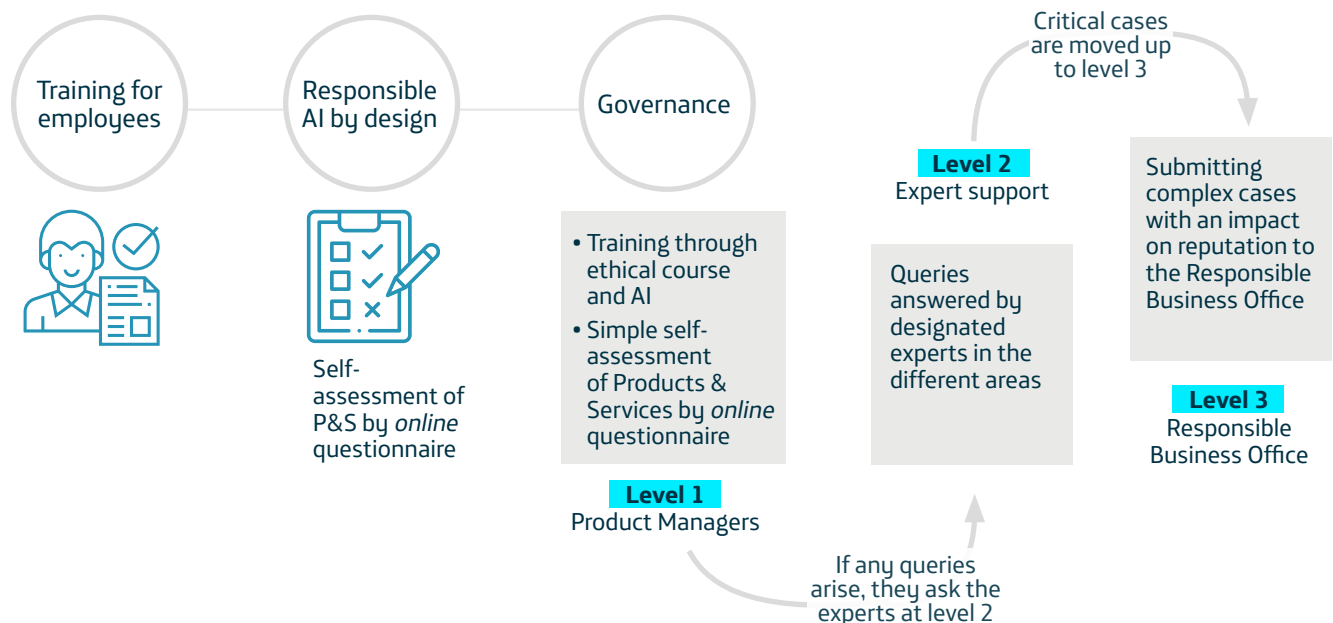 Training for
employees
Responsible
AI by design
Governance
Self-
assessment of
P&S by online
questionnaire
• Training through
ethical course
and AI
• Simple self-
assessment
of Products &
Services by online
questionnaire
Level 1
Product Managers
If any queries
arise, they ask the
experts at level 2
Level 2
Expert support
Queries
answered by
designated
experts in the
different areas
Critical cases
are moved up
to level 3
Submitting
complex cases
with an impact
on reputation to
the Responsible
Business Office
Level 3
Responsible
Business Office